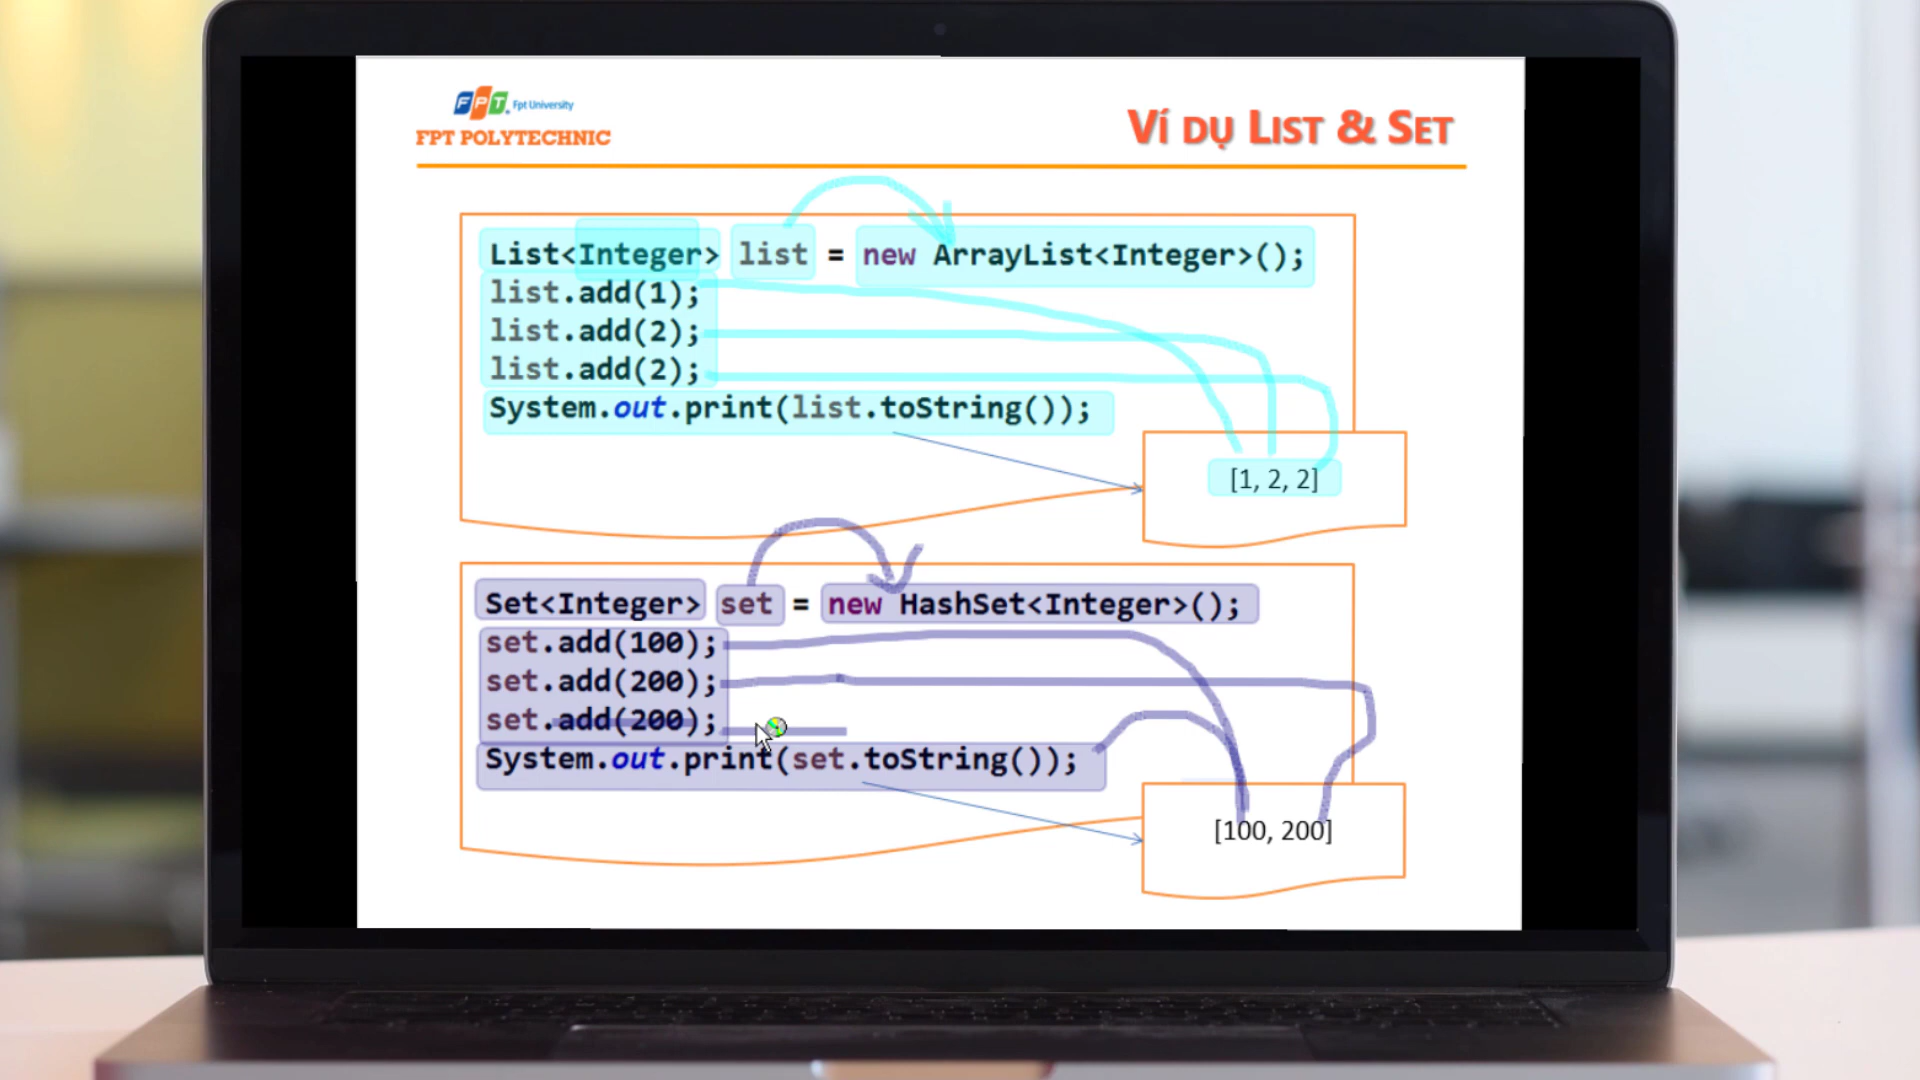 FPT Fpt University
FPT POLYTECHNIC
Ví dụ List & Set
List<Integer> list = new ArrayList<Integer>();
list.add(1);
list.add(2);
list.add(2);
System.out.print(list.toString());
[1, 2, 2]
Set<Integer> set = new HashSet<Integer>();
set.add(100);
set.add(200);
set.add(200);
System.out.print(set.toString());
[100, 200]